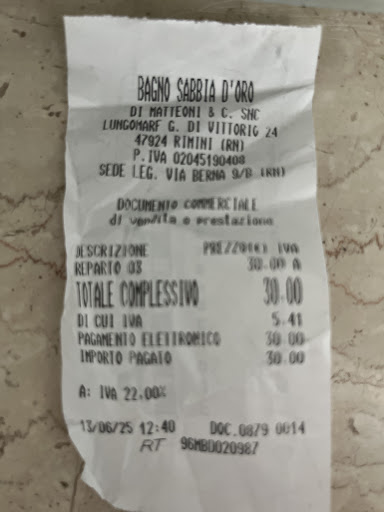 BAGNO SABBIA D'ORO
DI MATTEONI & C. SNC
LUNGOMARE G. DI VITTORIO 24
47924 RIMINI (RN)
P.IVA 02045190408
SEDE LEG. VIA BERNA 9/B (RN)
DOCUMENTO COMMERCIALE
di vendita o prestazione
DESCRIZIONE PREZZO(€) IVA
REPARTO 03 30.00 A
TOTALE COMPLESSIVO 30.00
DI CUI IVA 5.41
PAGAMENTO ELETTRONICO 30.00
IMPORTO PAGATO 30.00
A: IVA 22.00%
13/06/25 12:40 DOC.0879 0014
RT 96MBD020987